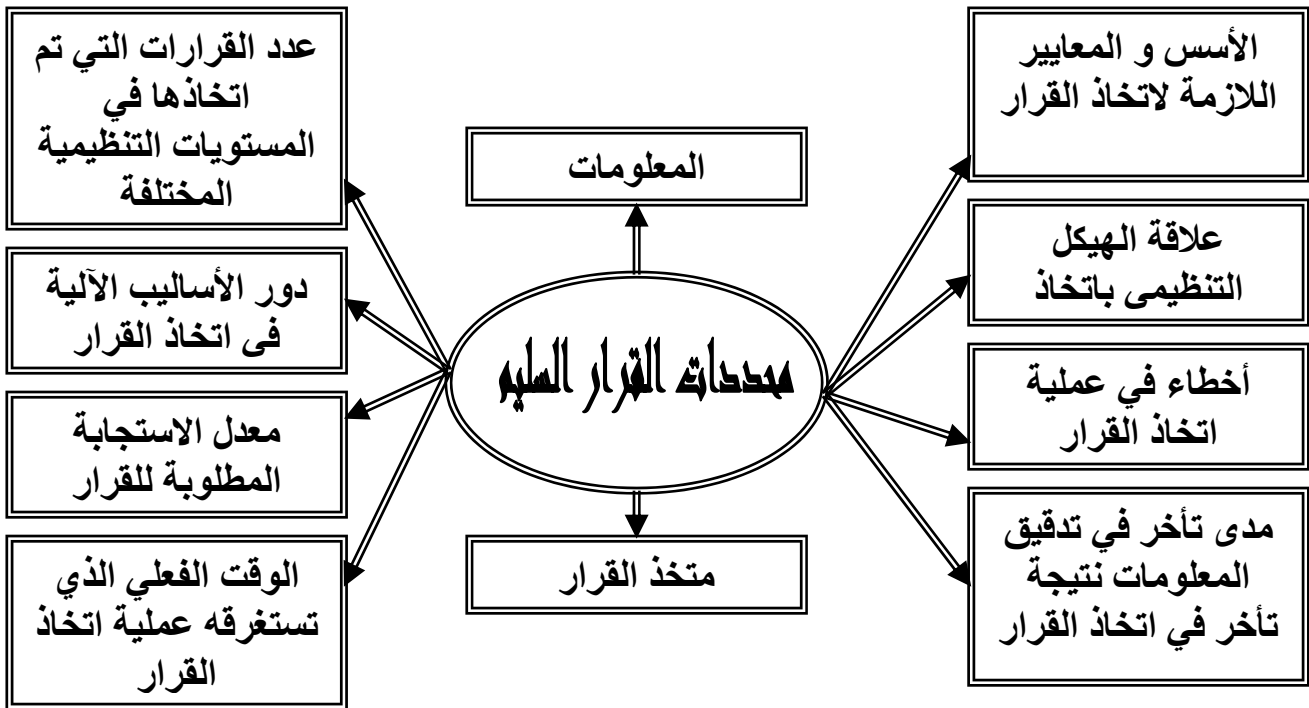 الأسس و المعايير
اللازمة لاتخاذ القرار
علاقة الهيكل
التنظيمى باتخاذ
أخطاء في عملية
اتخاذ القرار
مدى تأخر في تدقيق
المعلومات نتيجة
تأخر في اتخاذ القرار
المعلومات
محددات القرار السليم
متخذ القرار
عدد القرارات التي تم
اتخاذها في
المستويات التنظيمية
المختلفة
دور الأساليب الآلية
فى اتخاذ القرار
معدل الاستجابة
المطلوبة للقرار
الوقت الفعلي الذي
تستغرقه عملية اتخاذ
القرار